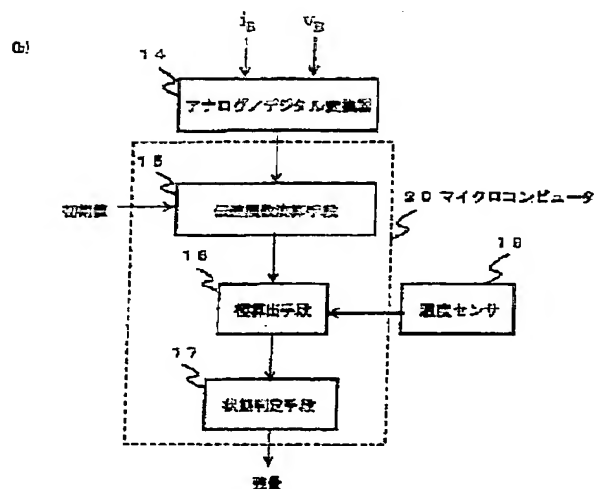 (b)
iB
vB
14
アナログ/デジタル変換器
15
初期値
伝達関数演算手段
20 マイクロコンピュータ
16
極算出手段
18
温度センサ
17
状態判定手段
残量